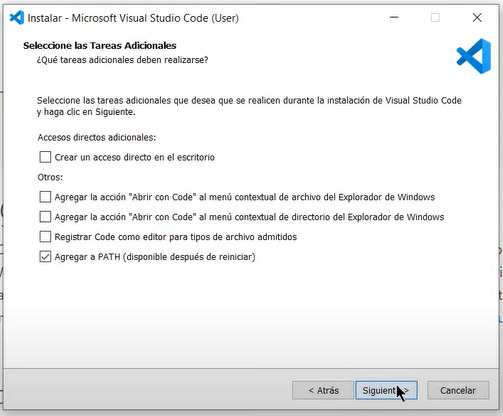 Instalar - Microsoft Visual Studio Code (User)
Seleccione las Tareas Adicionales
¿Qué tareas adicionales deben realizarse?
Seleccione las tareas adicionales que desea que se realicen durante la instalación de Visual Studio Code
y haga clic en Siguiente.
Accesos directos adicionales:
Crear un acceso directo en el escritorio
Otros:
Agregar la acción "Abrir con Code" al menú contextual de archivo del Explorador de Windows
Agregar la acción "Abrir con Code" al menú contextual de directorio del Explorador de Windows
Registrar Code como editor para tipos de archivo admitidos
Agregar a PATH (disponible después de reiniciar)
< Atrás
Siguiente >
Cancelar